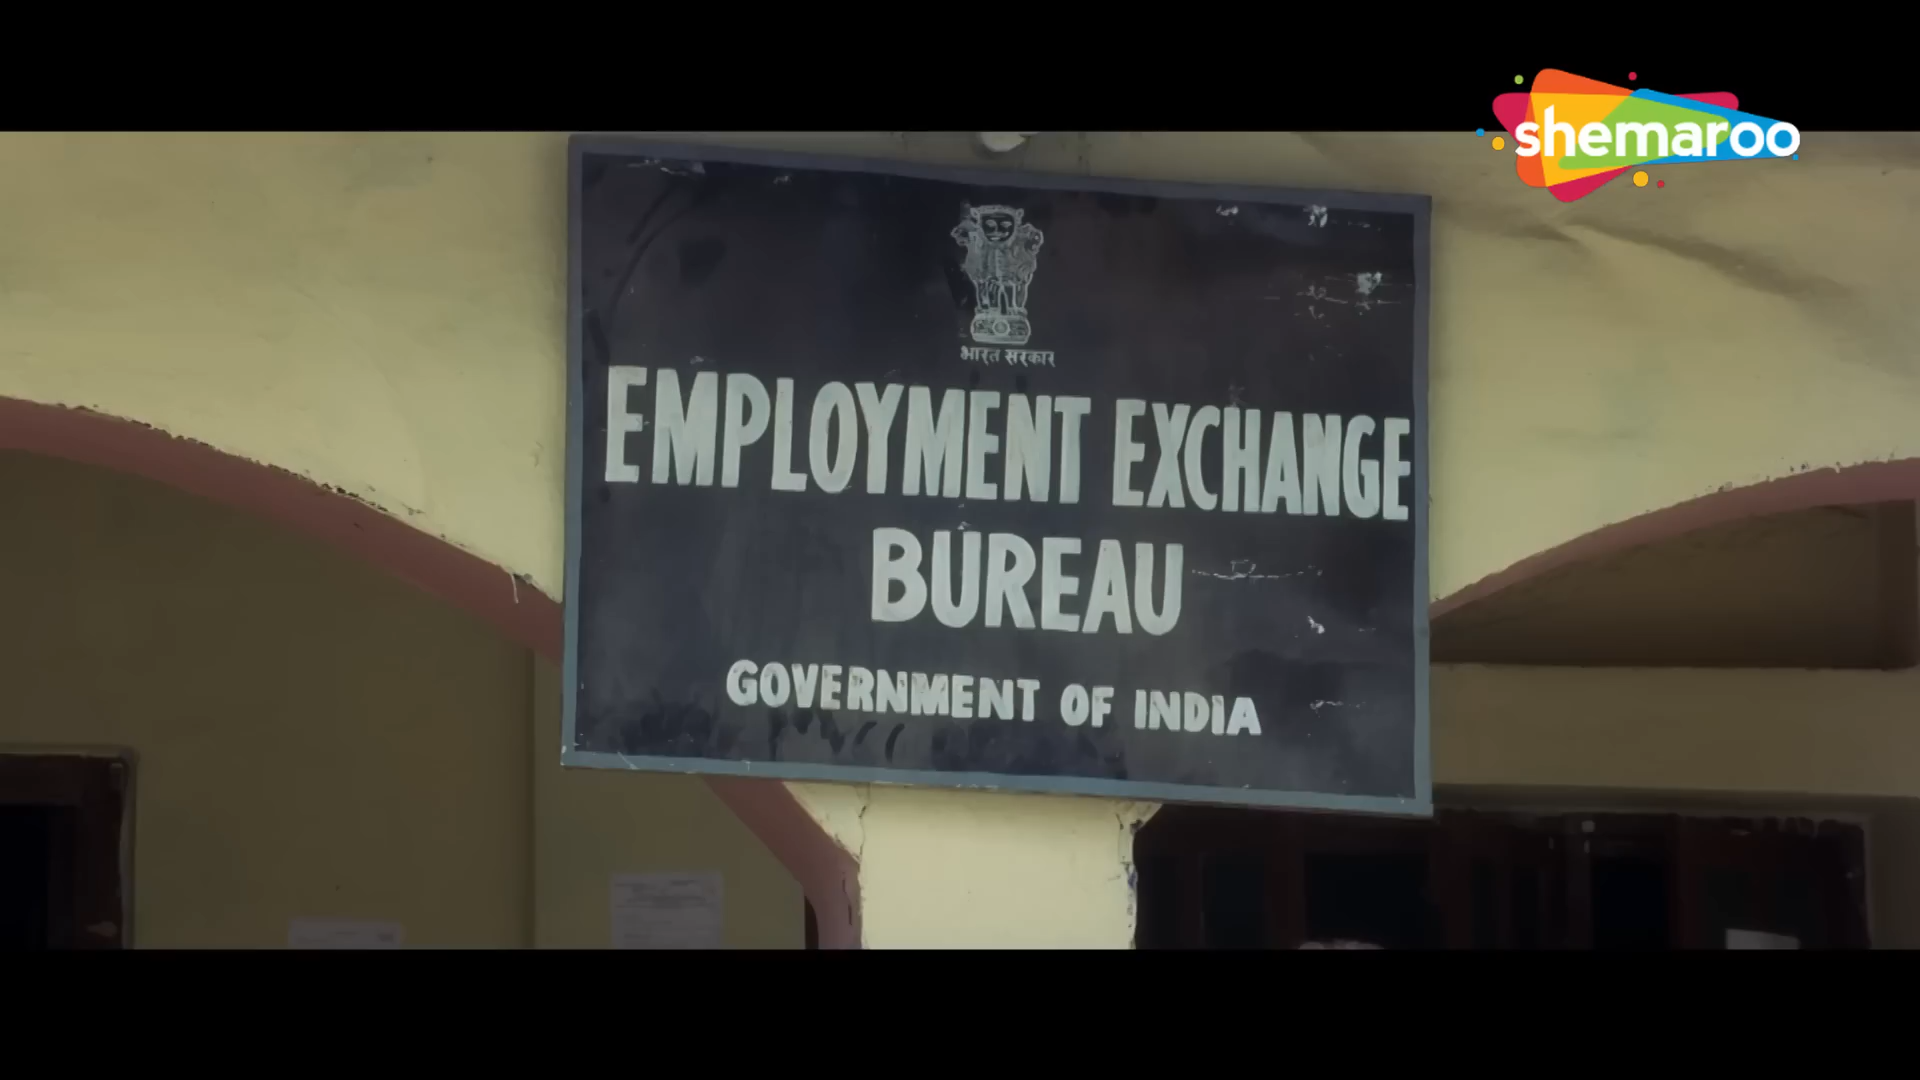 shemaroo
भारत सरकार
EMPLOYMENT EXCHANGE
BUREAU
GOVERNMENT OF INDIA